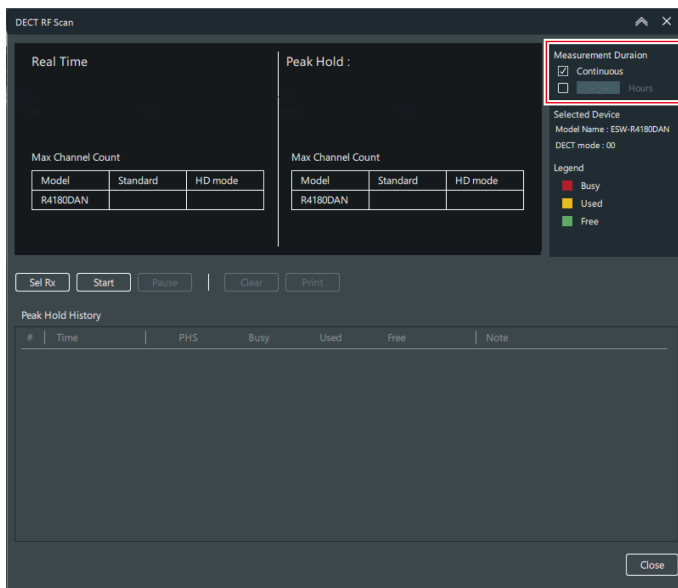 DECT RF Scan
Real Time
Max Channel Count
Model Standard HD mode
R4180DAN
Peak Hold :
Max Channel Count
Model Standard HD mode
R4180DAN
Measurement Duraion
Continuous
--:-- Hours
Selected Device
Model Name : ESW-R4180DAN
DECT mode : 00
Legend
Busy
Used
Free
Sel Rx Start Pause Clear Print
Peak Hold History
# Time PHS Busy Used Free Note
Close